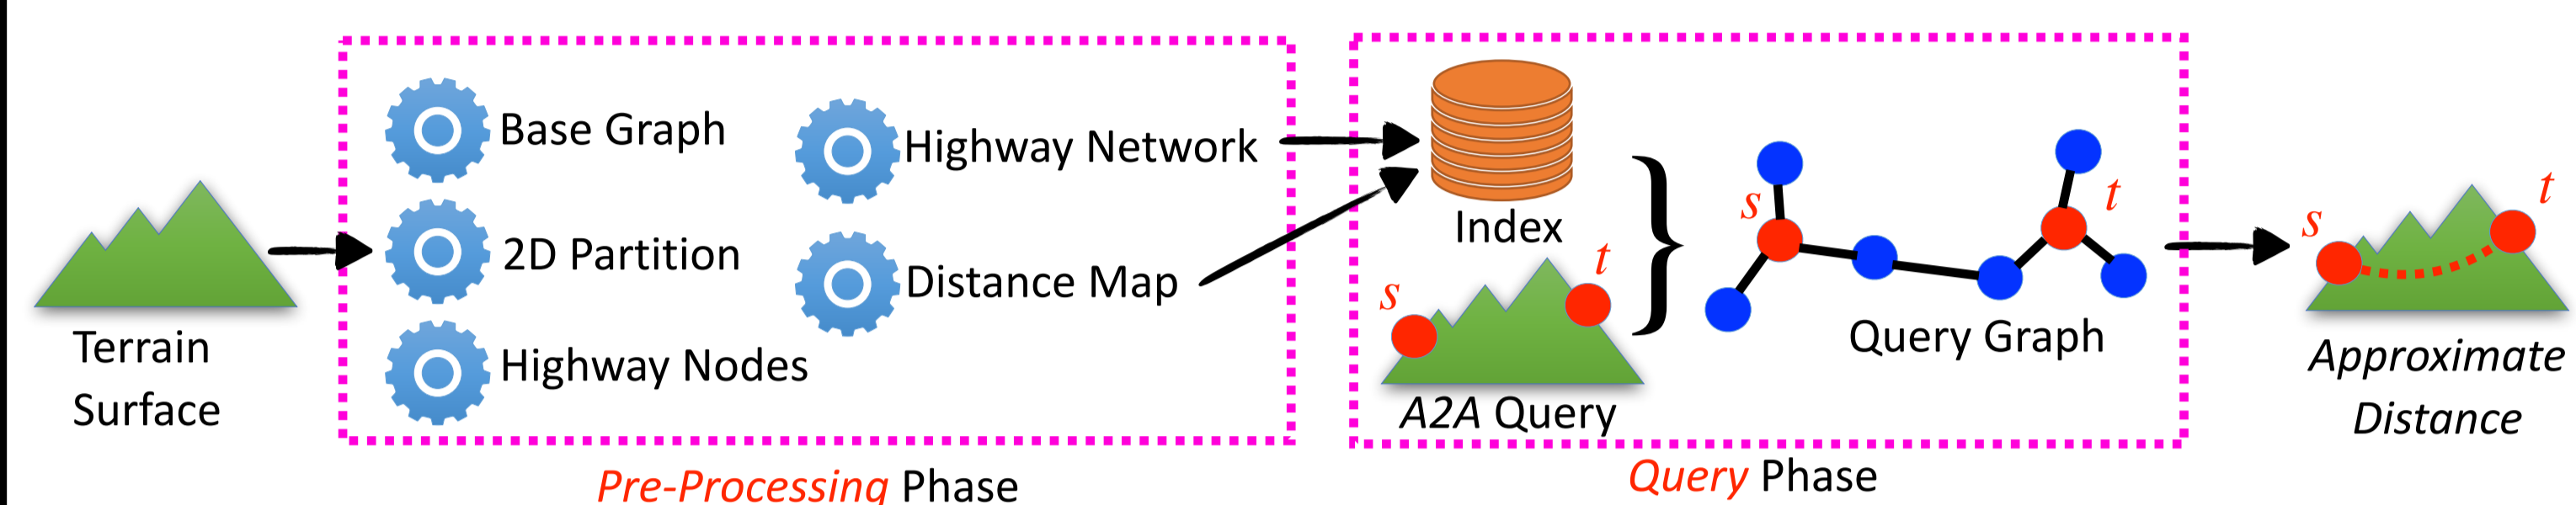 Terrain
Surface
Base Graph
2D Partition
Highway Nodes
Highway Network
Distance Map
Pre-Processing Phase
Index
s
t
A2A Query
s
t
Query Graph
Query Phase
s
t
Approximate
Distance